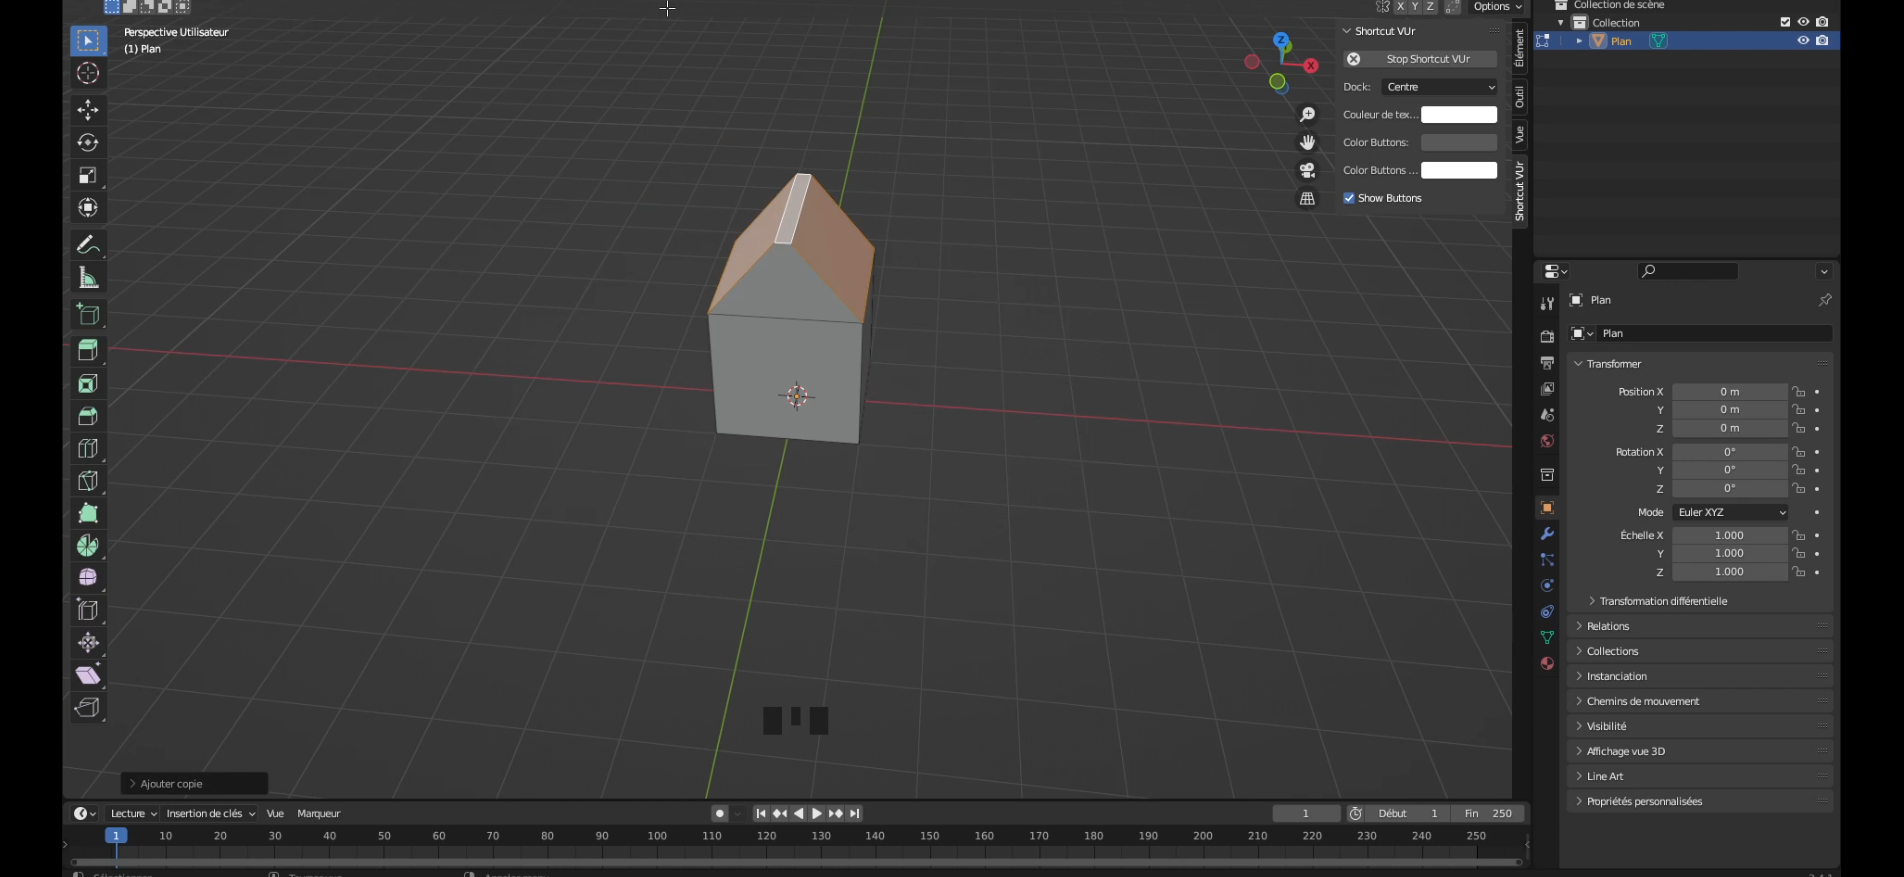 X Y Z
Options
Perspective Utilisateur
(1) Plan
Z
X
Shortcut VUr
Stop Shortcut VUr
Dock: Centre
Couleur de tex...
Color Buttons:
Color Buttons ...
Show Buttons
Élément
Outil
Vue
Shortcut VUr
Ajouter copie
Collection de scène
Collection
Plan
Plan
Plan
Transformer
Position X 0 m
Y 0 m
Z 0 m
Rotation X 0°
Y 0°
Z 0°
Mode Euler XYZ
Échelle X 1.000
Y 1.000
Z 1.000
Transformation différentielle
Relations
Collections
Instanciation
Chemins de mouvement
Visibilité
Affichage vue 3D
Line Art
Propriétés personnalisées
Lecture Insertion de clés Vue Marqueur
1 Début 1 Fin 250
1 10 20 30 40 50 60 70 80 90 100 110 120 130 140 150 160 170 180 190 200 210 220 230 240 250